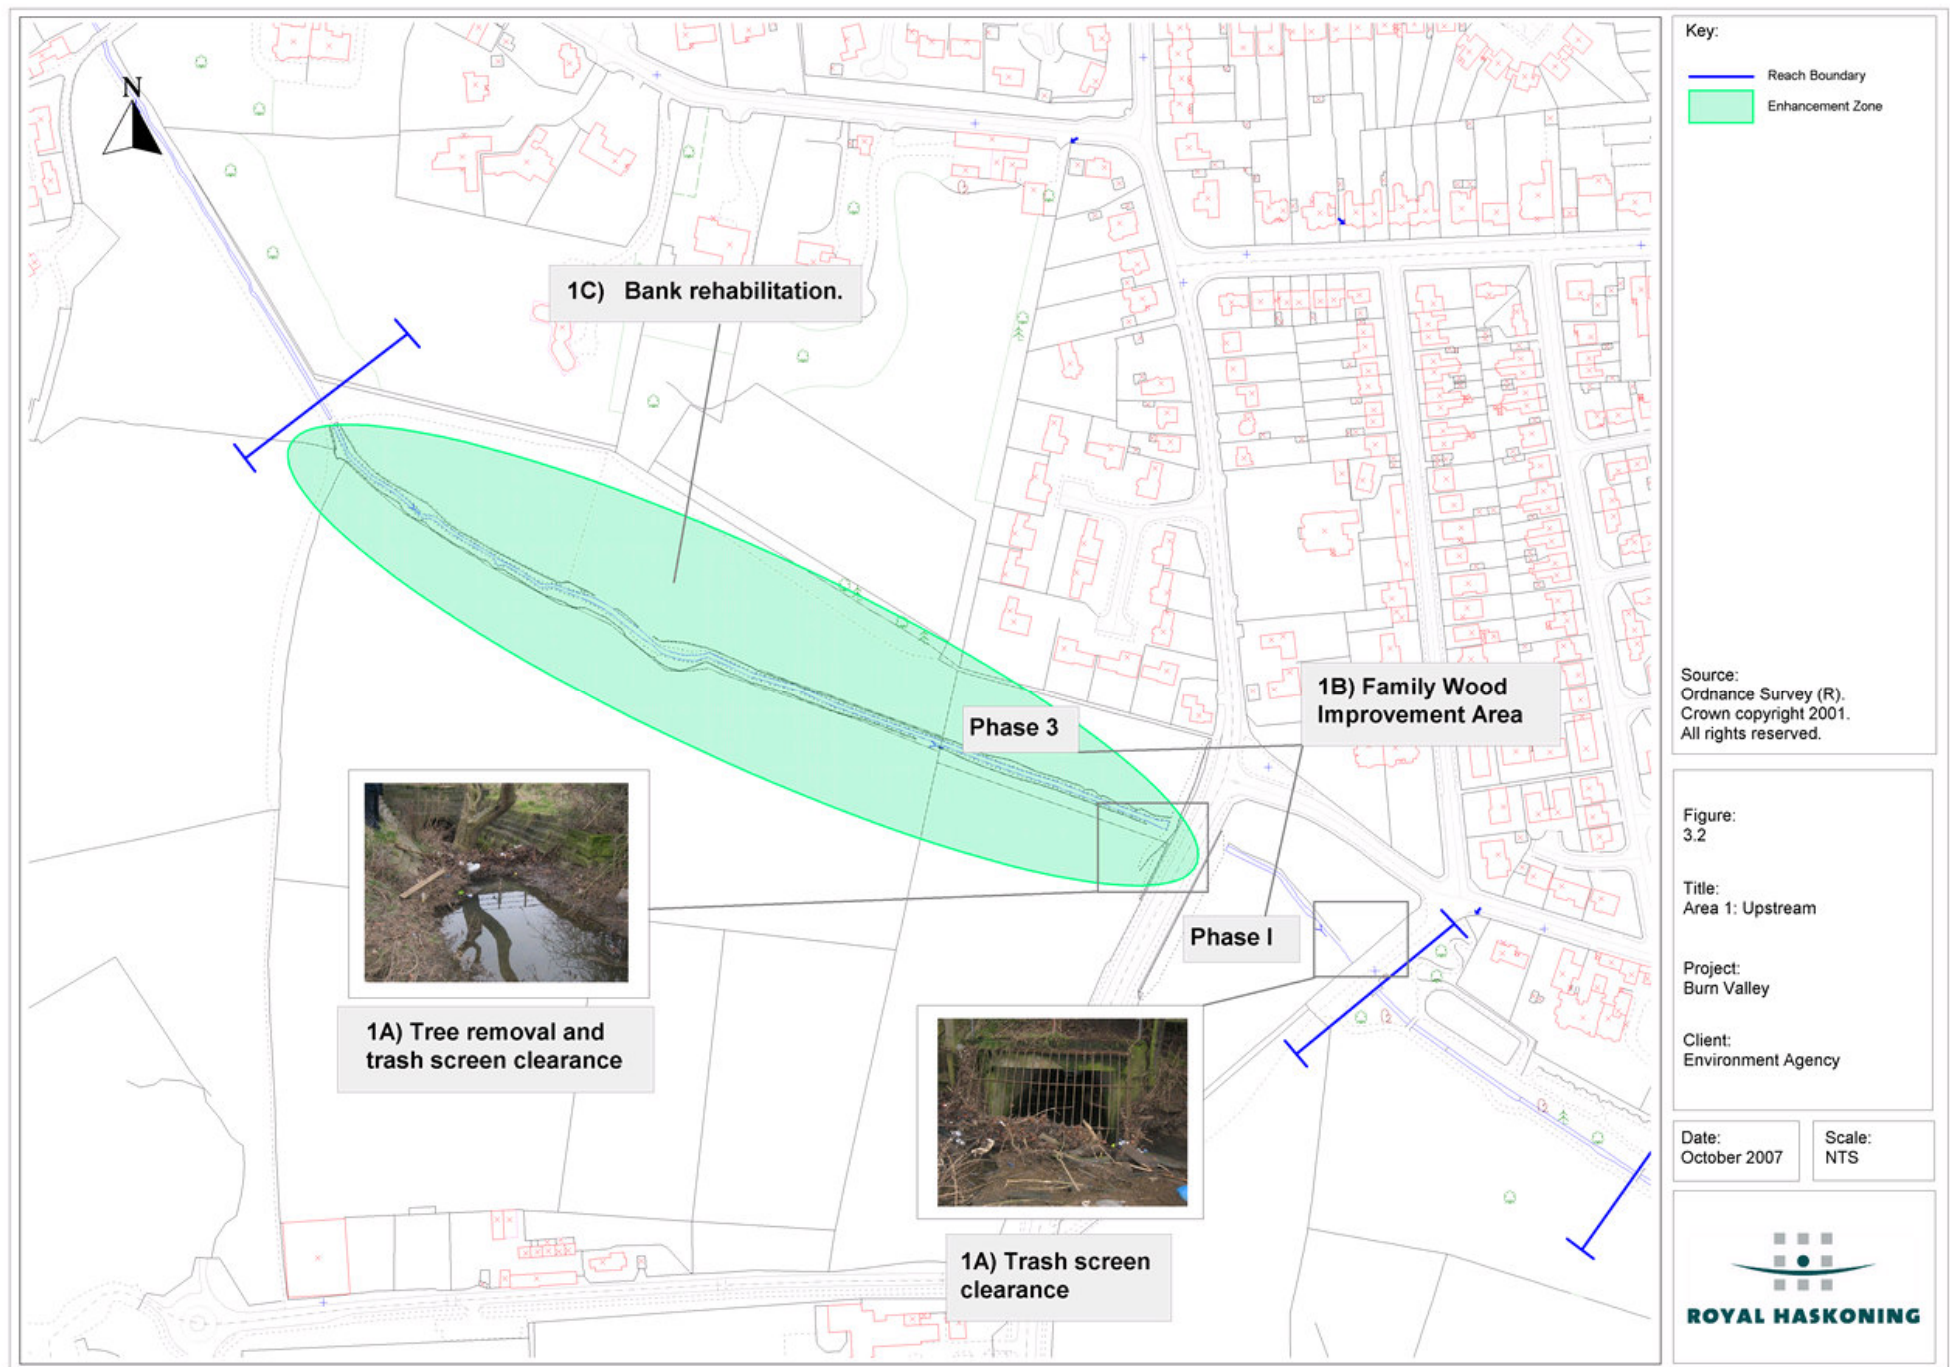 N
1C) Bank rehabilitation.
Phase 3
1B) Family Wood
Improvement Area
Phase I
1A) Tree removal and
trash screen clearance
1A) Trash screen
clearance
Key:
Reach Boundary
Enhancement Zone
Source:
Ordnance Survey (R).
Crown copyright 2001.
All rights reserved.
Figure:
3.2
Title:
Area 1: Upstream
Project:
Burn Valley
Client:
Environment Agency
Date:
October 2007
Scale:
NTS
ROYAL HASKONING